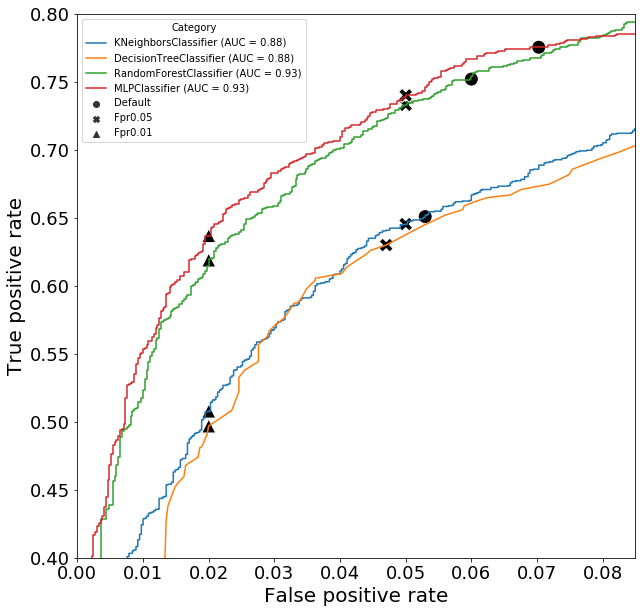 Category
KNeighborsClassifier (AUC = 0.88)
DecisionTreeClassifier (AUC = 0.88)
RandomForestClassifier (AUC = 0.93)
MLPClassifier (AUC = 0.93)
Default
Fpr0.05
Fpr0.01
True positive rate
0.80
0.75
0.70
0.65
0.60
0.55
0.50
0.45
0.40
0.00 0.01 0.02 0.03 0.04 0.05 0.06 0.07 0.08
False positive rate